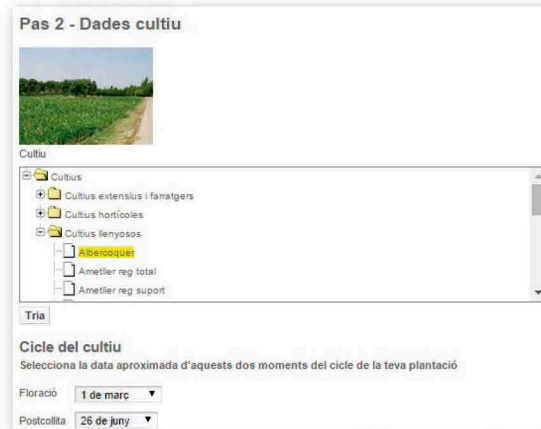 Pas 2 - Dades cultiu
Cultiu
Cultius
Cultius extensius i farratgers
Cultius hortícoles
Cultius llenyosos
Albercoquer
Ametller reg total
Ametller reg suport
Tria
Cicle del cultiu
Selecciona la data aproximada d'aquests dos moments del cicle de la teva plantació
Floració 1 de març
Postcollita 26 de juny